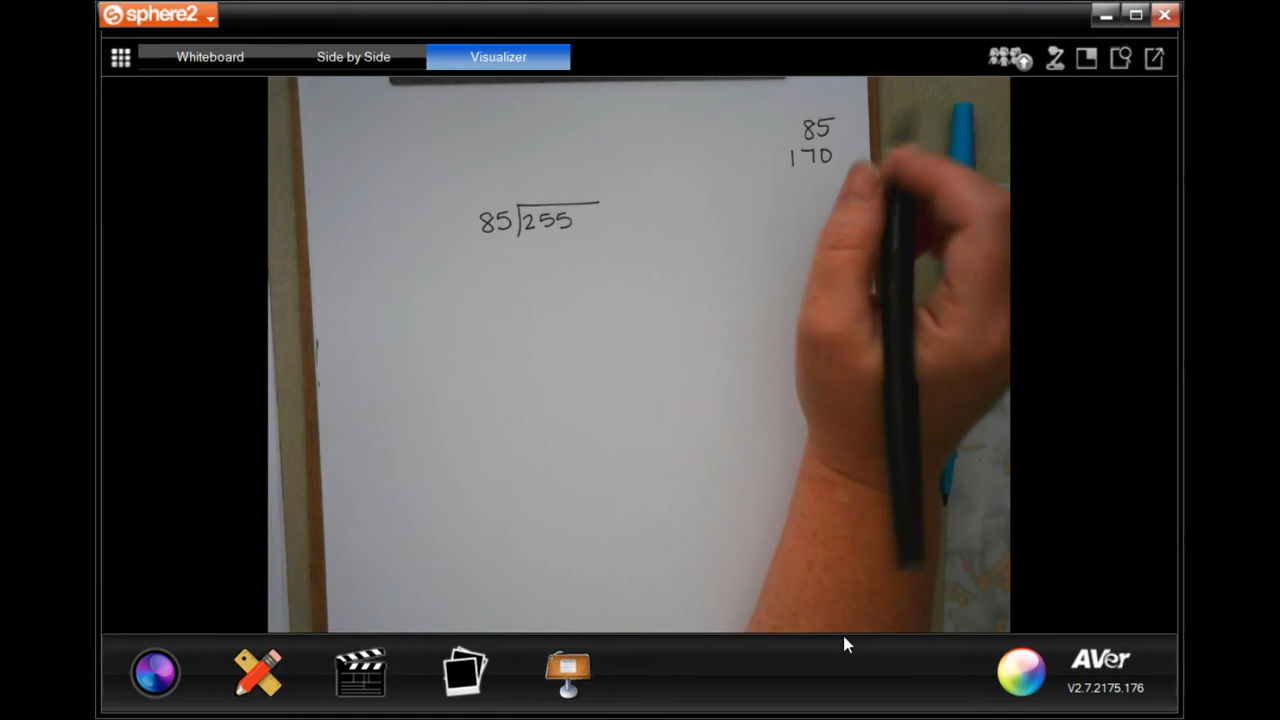 sphere2
Whiteboard
Side by Side
Visualizer
85
170
85)255
AVer
V2.7.2175.176